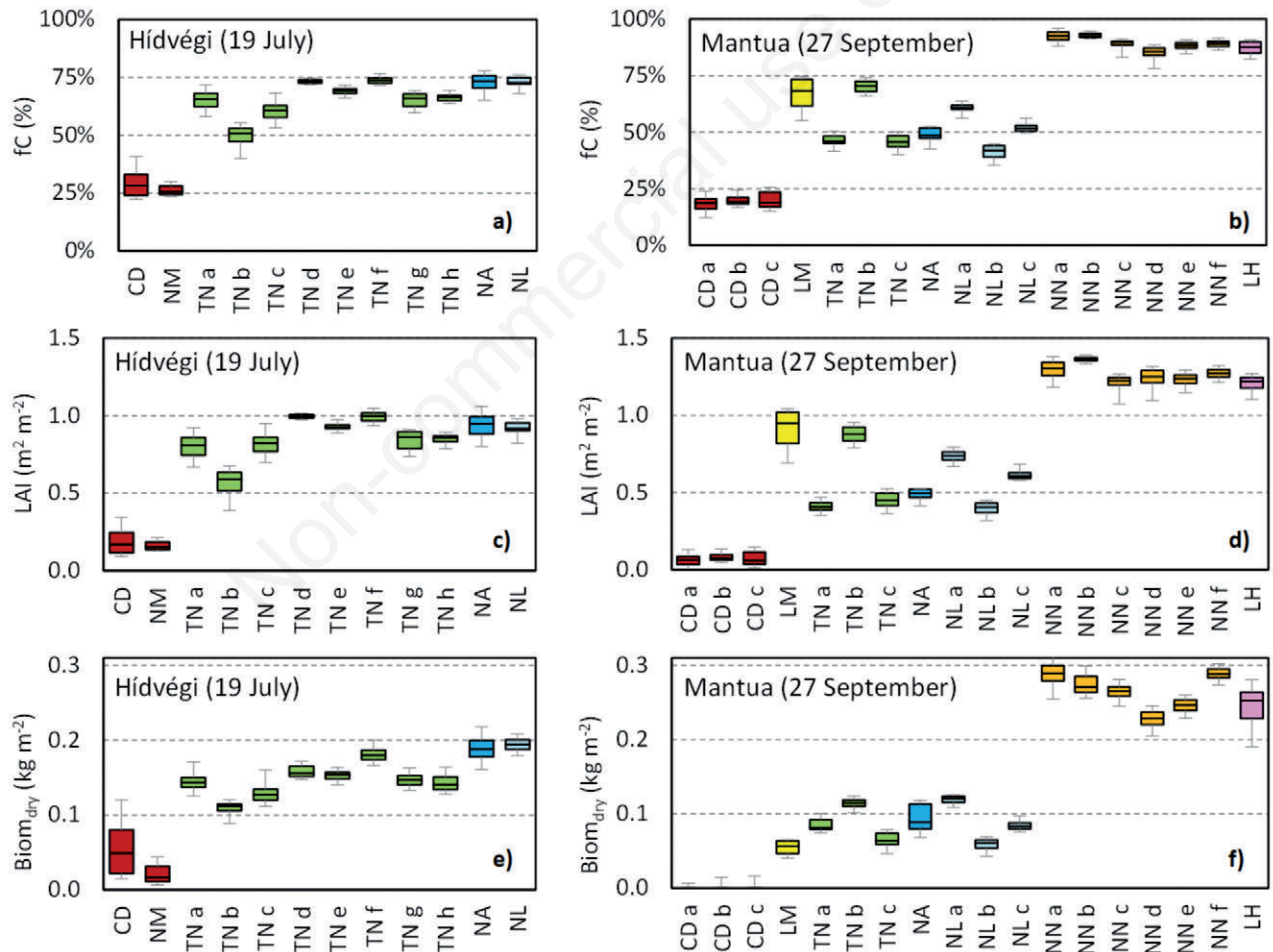 Non-commercial use
100%
75%
50%
25%
0%
fC (%)
Hídvégi (19 July)
a)
CD
NM
TN a
TN b
TN c
TN d
TN e
TN f
TN g
TN h
NA
NL
100%
75%
50%
25%
0%
fC (%)
Mantua (27 September)
b)
CD a
CD b
CD c
LM
TN a
TN b
TN c
NA
NL a
NL b
NL c
NN a
NN b
NN c
NN d
NN e
NN f
LH
1.5
1.0
0.5
0.0
LAI (m² m⁻²)
Hídvégi (19 July)
c)
CD
NM
TN a
TN b
TN c
TN d
TN e
TN f
TN g
TN h
NA
NL
1.5
1.0
0.5
0.0
LAI (m² m⁻²)
Mantua (27 September)
d)
CD a
CD b
CD c
LM
TN a
TN b
TN c
NA
NL a
NL b
NL c
NN a
NN b
NN c
NN d
NN e
NN f
LH
0.3
0.2
0.1
0.0
Biom_dry (kg m⁻²)
Hídvégi (19 July)
e)
CD
NM
TN a
TN b
TN c
TN d
TN e
TN f
TN g
TN h
NA
NL
0.3
0.2
0.1
0.0
Biom_dry (kg m⁻²)
Mantua (27 September)
f)
CD a
CD b
CD c
LM
TN a
TN b
TN c
NA
NL a
NL b
NL c
NN a
NN b
NN c
NN d
NN e
NN f
LH